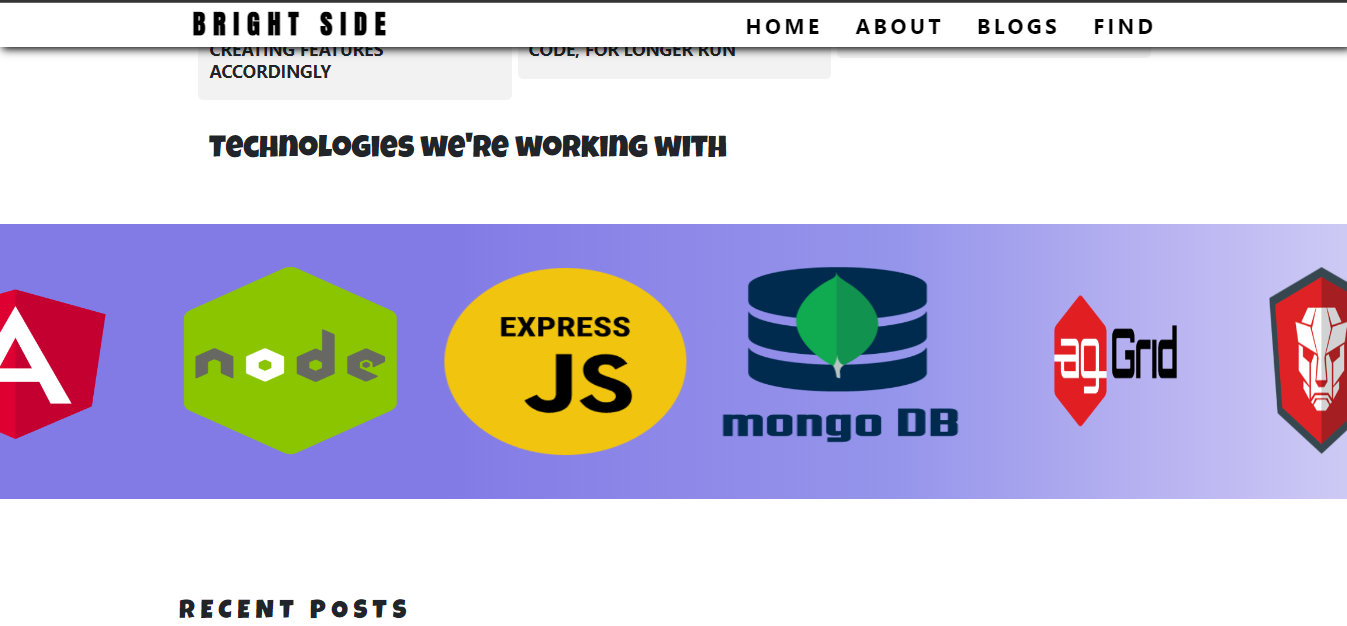 BRIGHT SIDE
HOME ABOUT BLOGS FIND
CREATING FEATURES
ACCORDINGLY
CODE, FOR LONGER RUN
Technologies we're working with
node
EXPRESS
JS
mongo DB
ag Grid
RECENT POSTS